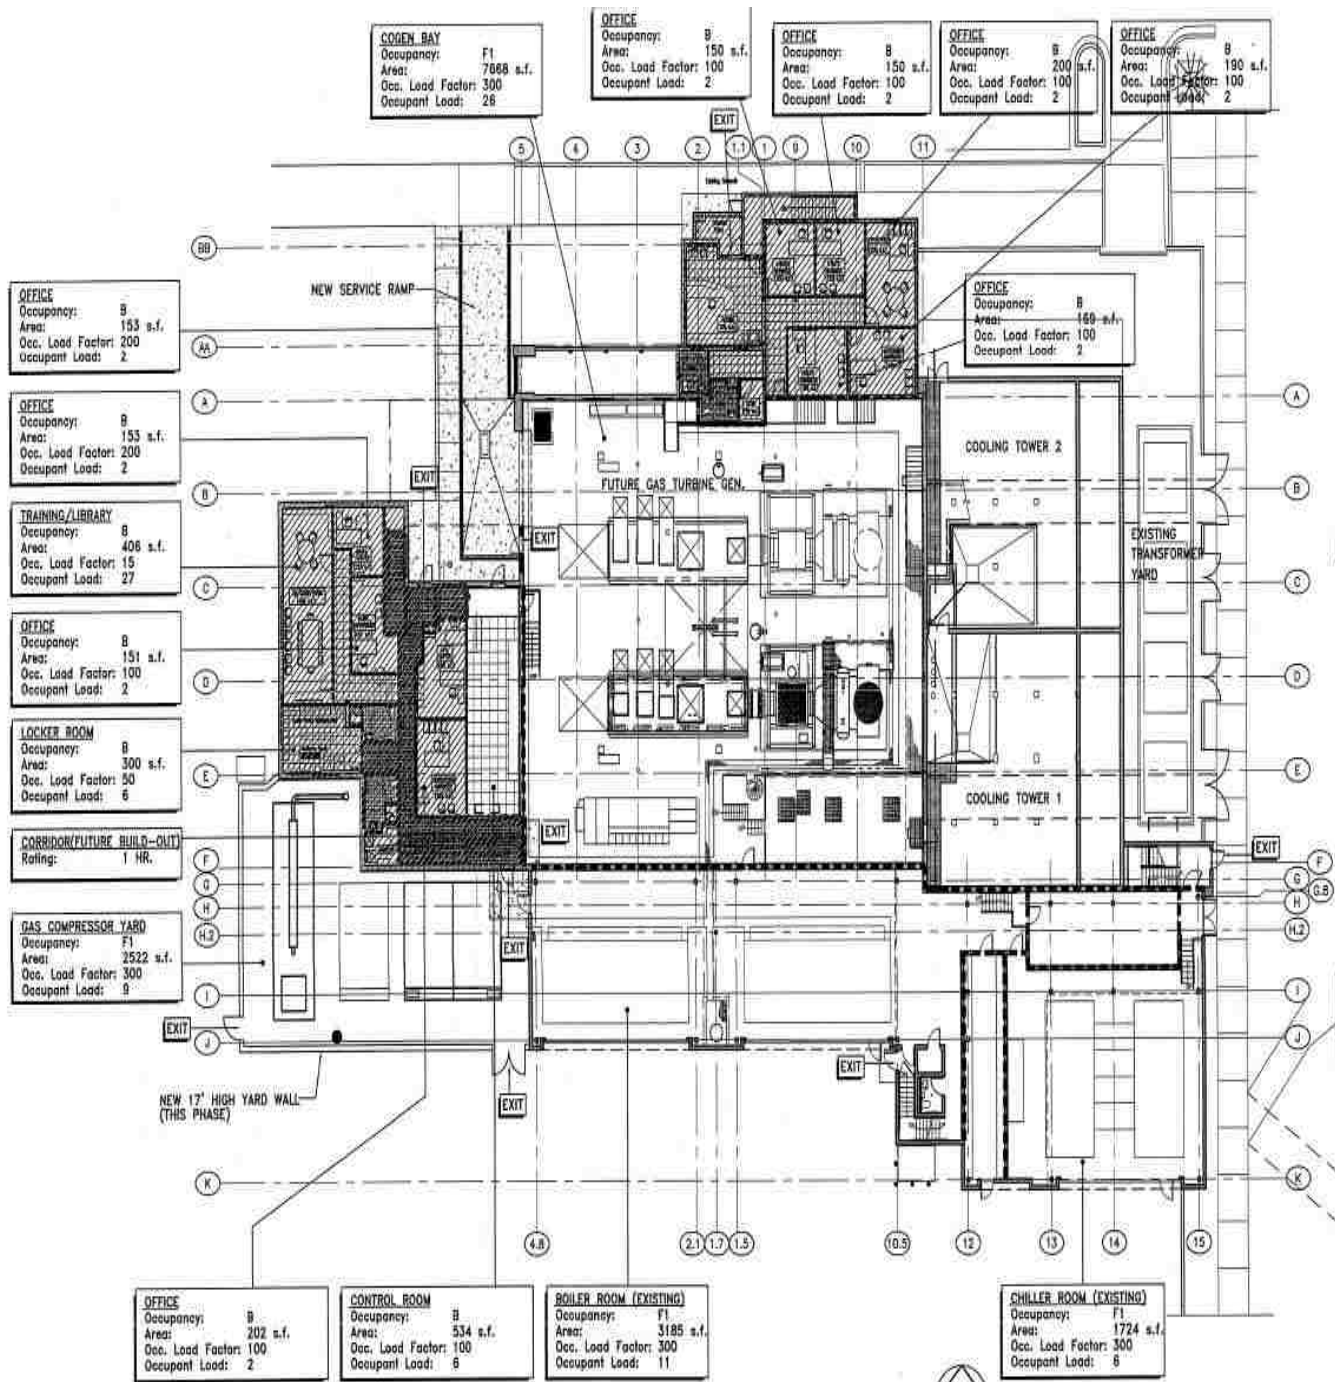 COGEN BAY
Occupancy: F1
Area: 7668 s.f.
Occ. Load Factor: 300
Occupant Load: 26
OFFICE
Occupancy: B
Area: 150 s.f.
Occ. Load Factor: 100
Occupant Load: 2
OFFICE
Occupancy: B
Area: 150 s.f.
Occ. Load Factor: 100
Occupant Load: 2
OFFICE
Occupancy: B
Area: 200 s.f.
Occ. Load Factor: 100
Occupant Load: 2
OFFICE
Occupancy: B
Area: 190 s.f.
Occ. Load Factor: 100
Occupant Load: 2
EXIT
5 4 3 2 1.1 1 9 10 11
BB
OFFICE
Occupancy: B
Area: 169 s.f.
Occ. Load Factor: 100
Occupant Load: 2
NEW SERVICE RAMP
OFFICE
Occupancy: B
Area: 153 s.f.
Occ. Load Factor: 200
Occupant Load: 2
AA
A A
OFFICE
Occupancy: B
Area: 153 s.f.
Occ. Load Factor: 200
Occupant Load: 2
COOLING TOWER 2
EXIT
FUTURE GAS TURBINE GEN.
B B
TRAINING/LIBRARY
Occupancy: B
Area: 406 s.f.
Occ. Load Factor: 15
Occupant Load: 27
EXIT
EXISTING
TRANSFORMER
YARD
C C
OFFICE
Occupancy: B
Area: 151 s.f.
Occ. Load Factor: 100
Occupant Load: 2
D D
LOCKER ROOM
Occupancy: B
Area: 300 s.f.
Occ. Load Factor: 50
Occupant Load: 6
E E
COOLING TOWER 1
CORRIDOR(FUTURE BUILD-OUT)
Rating: 1 HR.
EXIT
EXIT
F F
G G
G.8
H H
H.2 H.2
GAS COMPRESSOR YARD
Occupancy: F1
Area: 2522 s.f.
Occ. Load Factor: 300
Occupant Load: 9
EXIT
I I
EXIT
J J
EXIT
NEW 17' HIGH YARD WALL
(THIS PHASE)
EXIT
K K
4.8 2.1 1.7 1.5 10.5 12 13 14 15
OFFICE
Occupancy: B
Area: 202 s.f.
Occ. Load Factor: 100
Occupant Load: 2
CONTROL ROOM
Occupancy: B
Area: 534 s.f.
Occ. Load Factor: 100
Occupant Load: 6
BOILER ROOM (EXISTING)
Occupancy: F1
Area: 3185 s.f.
Occ. Load Factor: 300
Occupant Load: 11
CHILLER ROOM (EXISTING)
Occupancy: F1
Area: 1724 s.f.
Occ. Load Factor: 300
Occupant Load: 6